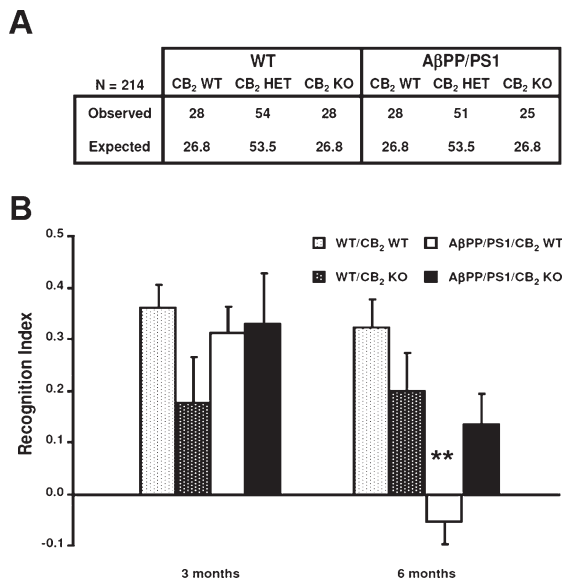 A
WT AβPP/PS1
N = 214 CB₂ WT CB₂ HET CB₂ KO CB₂ WT CB₂ HET CB₂ KO
Observed 28 54 28 28 51 25
Expected 26.8 53.5 26.8 26.8 53.5 26.8
B
Recognition Index
0.5
0.4
0.3
0.2
0.1
0.0
-0.1
WT/CB₂ WT AβPP/PS1/CB₂ WT
WT/CB₂ KO AβPP/PS1/CB₂ KO
**
3 months 6 months